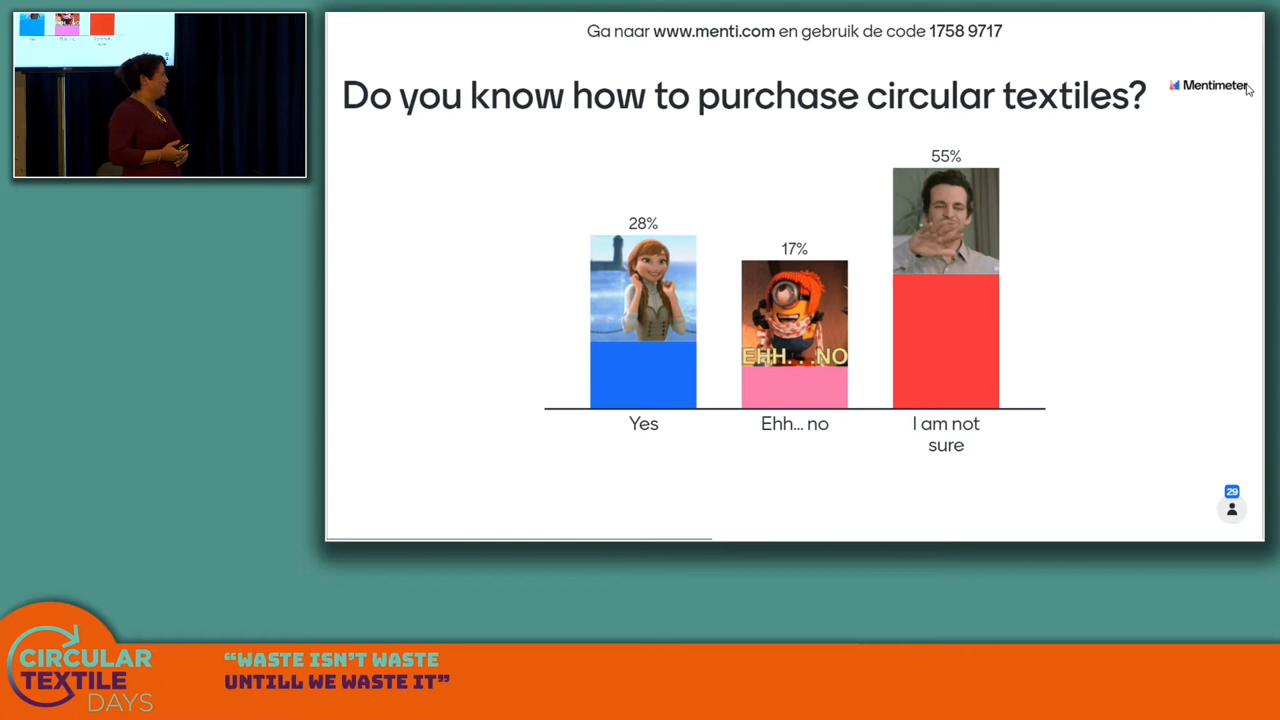 Ga naar www.menti.com en gebruik de code 1758 9717
Do you know how to purchase circular textiles?
Mentimeter
28%
17%
55%
EHH. . .NO
Yes
Ehh... no
I am not
sure
29
CIRCULAR
TEXTILE
DAYS
“WASTE ISN'T WASTE
UNTILL WE WASTE IT”